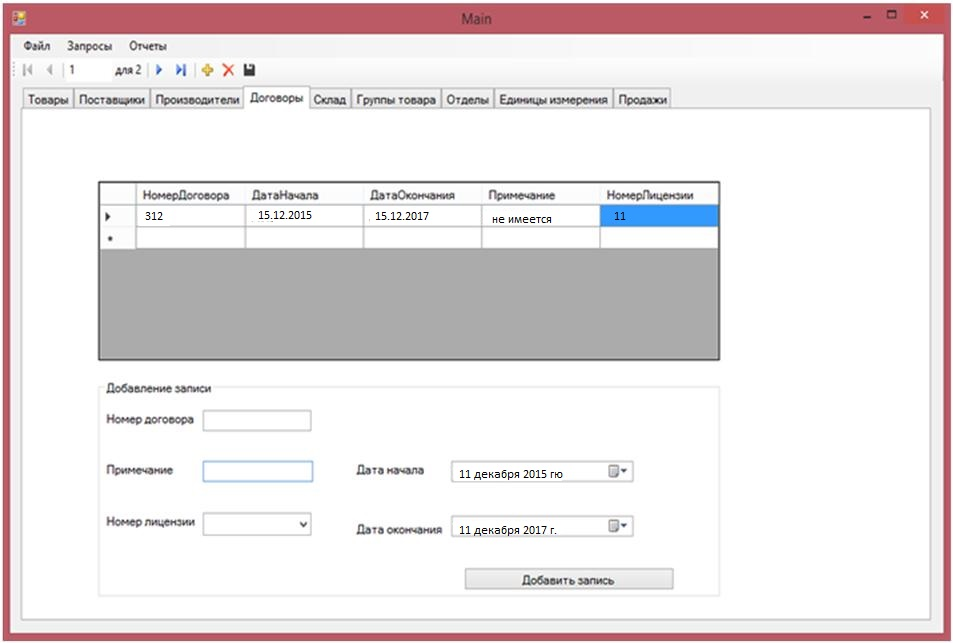 Main
Файл Запросы Отчеты
1 для 2
Товары Поставщики Производители Договоры Склад Группы товара Отделы Единицы измерения Продажи
НомерДоговора ДатаНачала ДатаОкончания Примечание НомерЛицензии
312 15.12.2015 15.12.2017 не имеется 11
Добавление записи
Номер договора
Примечание Дата начала 11 декабря 2015 гю
Номер лицензии Дата окончания 11 декабря 2017 г.
Добавить запись